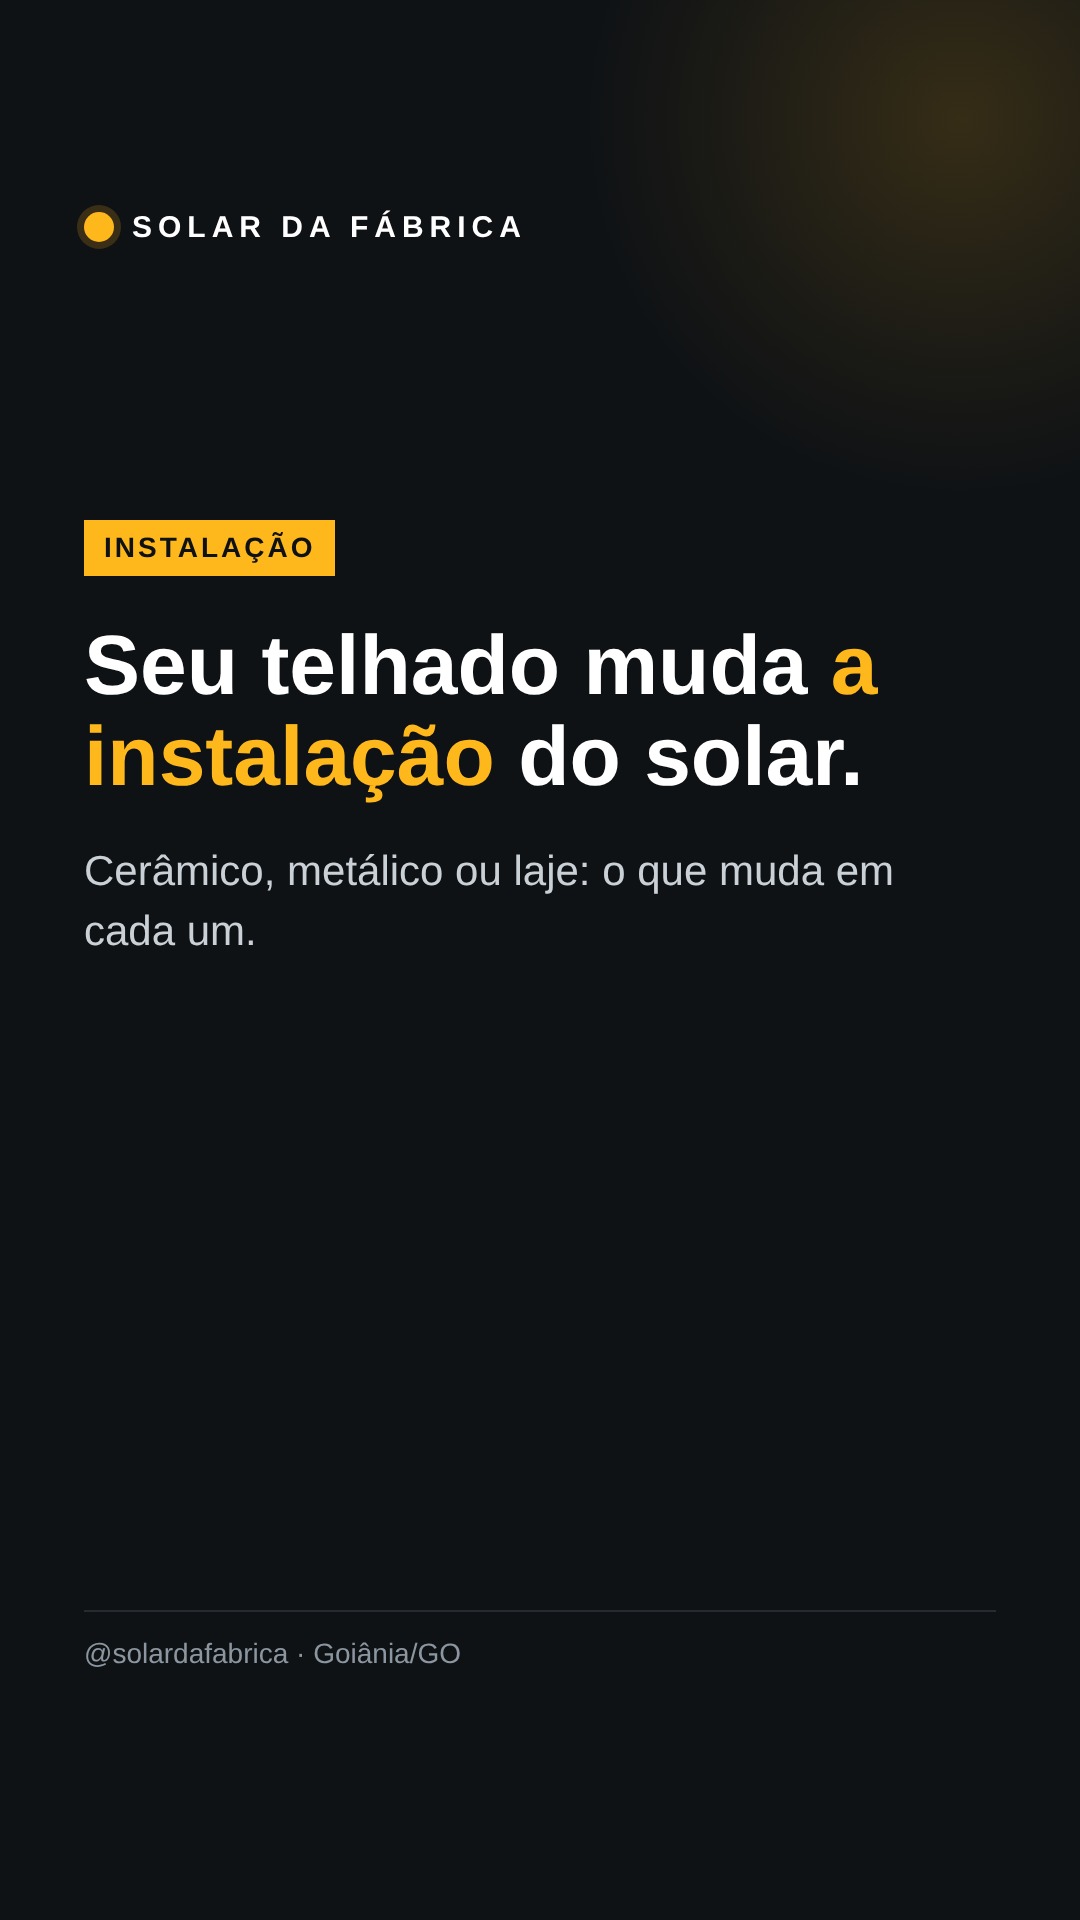 SOLAR DA FÁBRICA
INSTALAÇÃO
Seu telhado muda a
instalação do solar.
Cerâmico, metálico ou laje: o que muda em
cada um.
@solardafabrica · Goiânia/GO